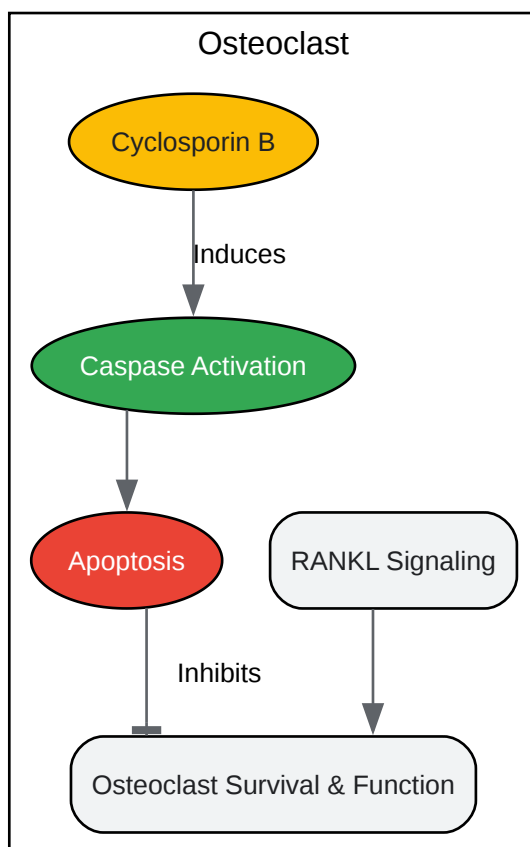 Osteoclast
Cyclosporin B
Induces
Caspase Activation
Apoptosis
RANKL Signaling
Inhibits
Osteoclast Survival & Function